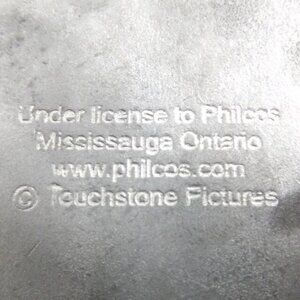 Under license to Philcos
Mississauga Ontario
www.philcos.com
© Touchstone Pictures